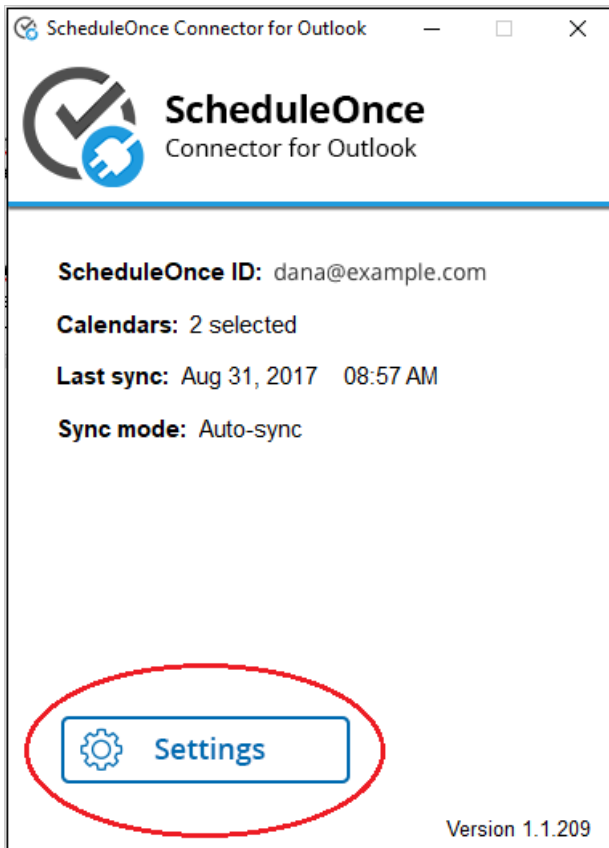 ScheduleOnce Connector for Outlook
ScheduleOnce
Connector for Outlook
ScheduleOnce ID: dana@example.com
Calendars: 2 selected
Last sync: Aug 31, 2017 08:57 AM
Sync mode: Auto-sync
Settings
Version 1.1.209